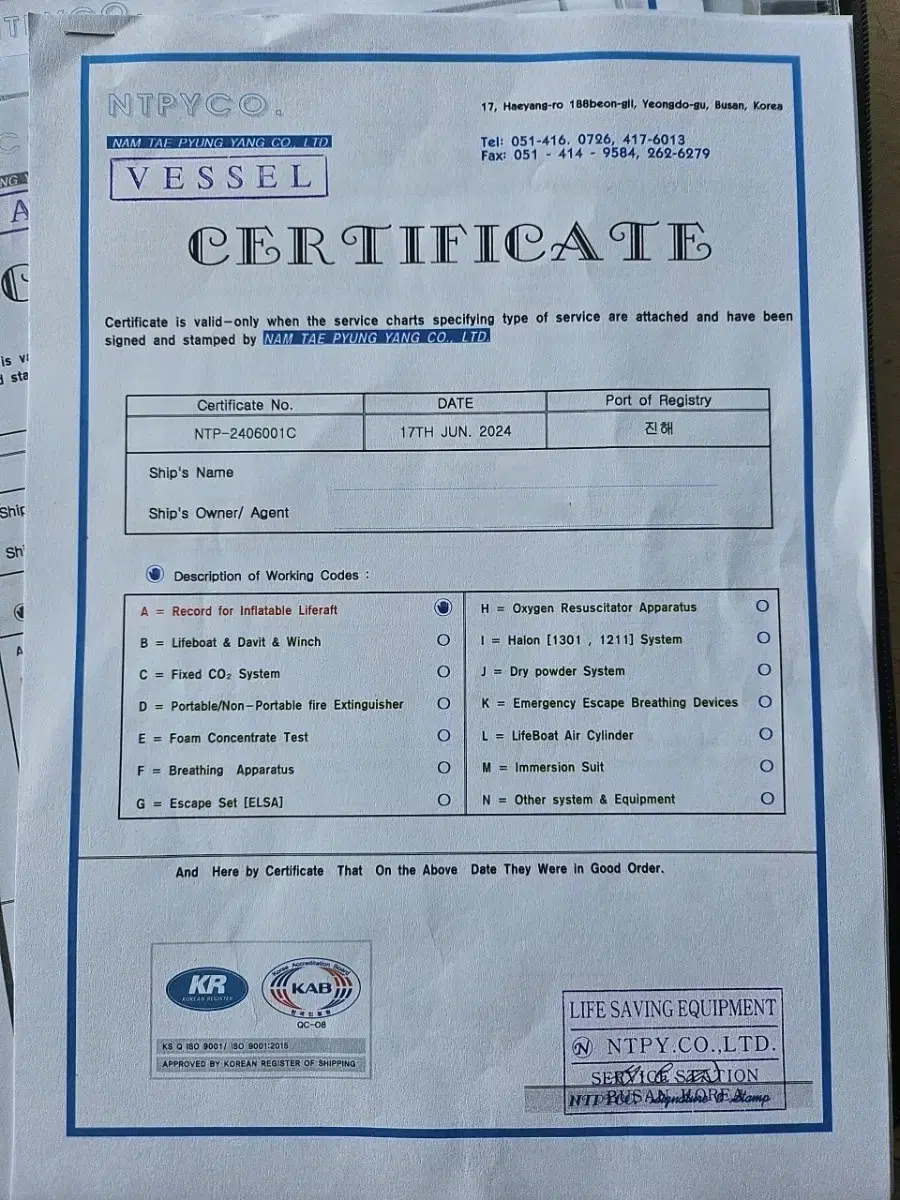 NTPYCO.
NAM TAE PYUNG YANG CO., LTD
VESSEL
17, Haeyang-ro 188beon-gil, Yeongdo-gu, Busan, Korea
Tel: 051-416. 0726, 417-6013
Fax: 051 - 414 - 9584, 262-6279
CERTIFICATE
Certificate is valid-only when the service charts specifying type of service are attached and have been
signed and stamped by NAM TAE PYUNG YANG CO., LTD.
Certificate No. DATE Port of Registry
NTP-2406001C 17TH JUN. 2024 진해
Ship's Name
Ship's Owner/ Agent
Description of Working Codes :
A = Record for Inflatable Liferaft
B = Lifeboat & Davit & Winch
C = Fixed CO₂ System
D = Portable/Non-Portable fire Extinguisher
E = Foam Concentrate Test
F = Breathing Apparatus
G = Escape Set [ELSA]
H = Oxygen Resuscitator Apparatus
I = Halon [1301 , 1211] System
J = Dry powder System
K = Emergency Escape Breathing Devices
L = LifeBoat Air Cylinder
M = Immersion Suit
N = Other system & Equipment
And Here by Certificate That On the Above Date They Were in Good Order.
KR
KOREAN REGISTER
Korea Accreditation Board
KAB
QC-08
KS Q ISO 9001/ ISO 9001:2015
APPROVED BY KOREAN REGISTER OF SHIPPING
LIFE SAVING EQUIPMENT
N NTPY.CO.,LTD.
SERVICE STATION
BUSAN KOREA
NTPYCO. Signature & Stamp